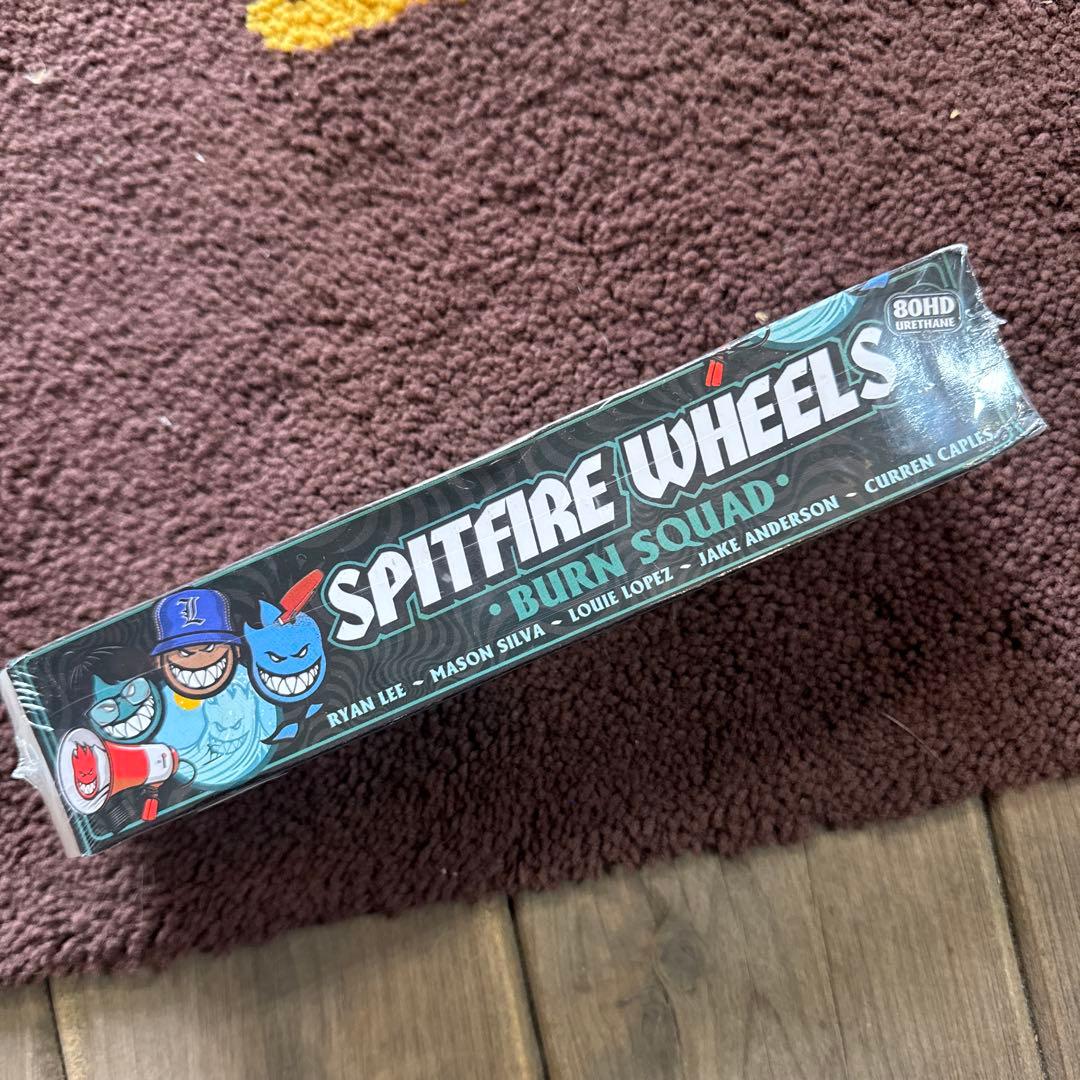 80HD
URETHANE
SPITFIRE WHEELS
• BURN SQUAD •
RYAN LEE ~ MASON SILVA ~ LOUIE LOPEZ ~ JAKE ANDERSON ~ CURREN CAPLES
L